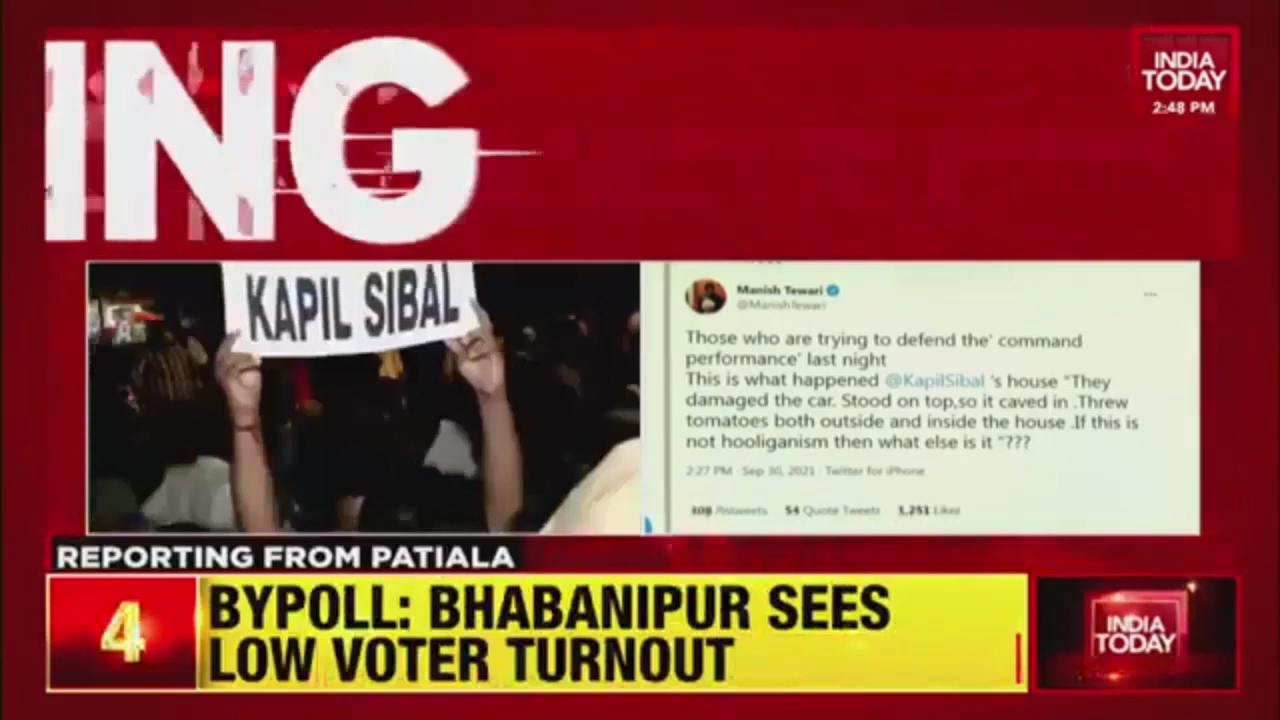 ING
INDIA
TODAY
2:48 PM
KAPIL SIBAL
Manish Tewari
@ManishTewari
Those who are trying to defend the' command
performance' last night
This is what happened @KapilSibal 's house "They
damaged the car. Stood on top,so it caved in .Threw
tomatoes both outside and inside the house .If this is
not hooliganism then what else is it "???
2:27 PM · Sep 30, 2021 · Twitter for iPhone
Retweets 54 Quote Tweets 1,251 Likes
REPORTING FROM PATIALA
4
BYPOLL: BHABANIPUR SEES
LOW VOTER TURNOUT
INDIA
TODAY